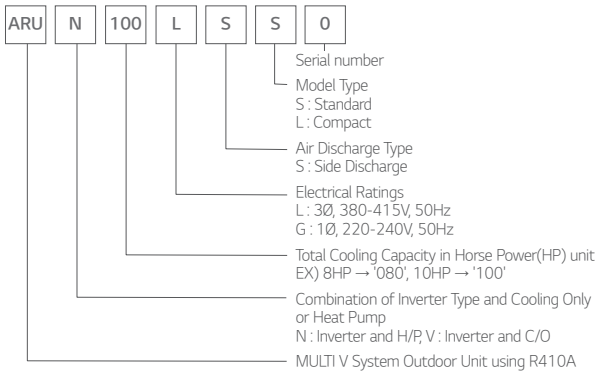 ARU N 100 L S S 0
Serial number
Model Type
S : Standard
L : Compact
Air Discharge Type
S : Side Discharge
Electrical Ratings
L : 3Ø, 380-415V, 50Hz
G : 1Ø, 220-240V, 50Hz
Total Cooling Capacity in Horse Power(HP) unit
EX) 8HP → '080', 10HP → '100'
Combination of Inverter Type and Cooling Only
or Heat Pump
N : Inverter and H/P, V : Inverter and C/O
MULTI V System Outdoor Unit using R410A